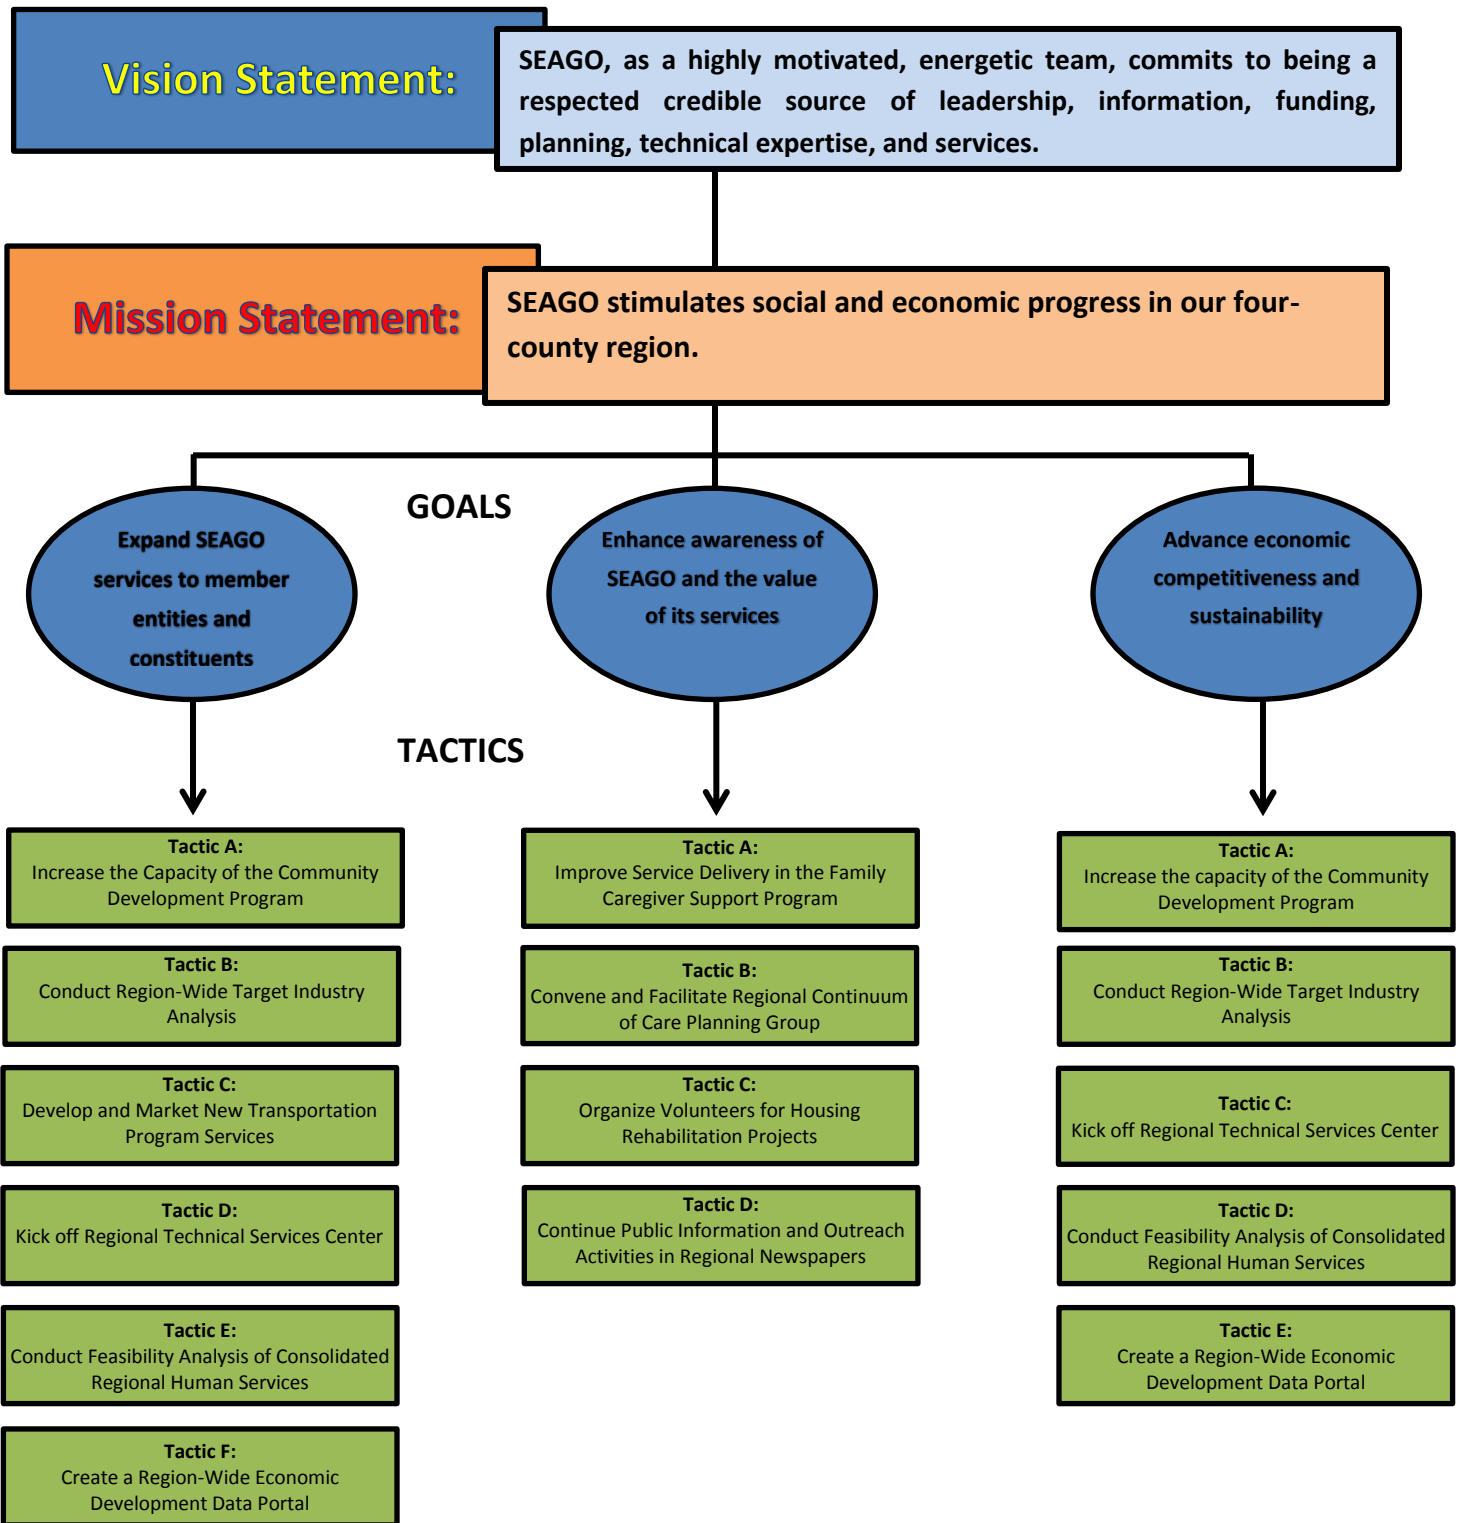 Vision Statement:
SEAGO, as a highly motivated, energetic team, commits to being a
respected credible source of leadership, information, funding,
planning, technical expertise, and services.
Mission Statement:
SEAGO stimulates social and economic progress in our four-
county region.
GOALS
Expand SEAGO
services to member
entities and
constituents
Enhance awareness of
SEAGO and the value
of its services
Advance economic
competitiveness and
sustainability
TACTICS
Tactic A:
Increase the Capacity of the Community
Development Program
Tactic B:
Conduct Region-Wide Target Industry
Analysis
Tactic C:
Develop and Market New Transportation
Program Services
Tactic D:
Kick off Regional Technical Services Center
Tactic E:
Conduct Feasibility Analysis of Consolidated
Regional Human Services
Tactic F:
Create a Region-Wide Economic
Development Data Portal
Tactic A:
Improve Service Delivery in the Family
Caregiver Support Program
Tactic B:
Convene and Facilitate Regional Continuum
of Care Planning Group
Tactic C:
Organize Volunteers for Housing
Rehabilitation Projects
Tactic D:
Continue Public Information and Outreach
Activities in Regional Newspapers
Tactic A:
Increase the capacity of the Community
Development Program
Tactic B:
Conduct Region-Wide Target Industry
Analysis
Tactic C:
Kick off Regional Technical Services Center
Tactic D:
Conduct Feasibility Analysis of Consolidated
Regional Human Services
Tactic E:
Create a Region-Wide Economic
Development Data Portal